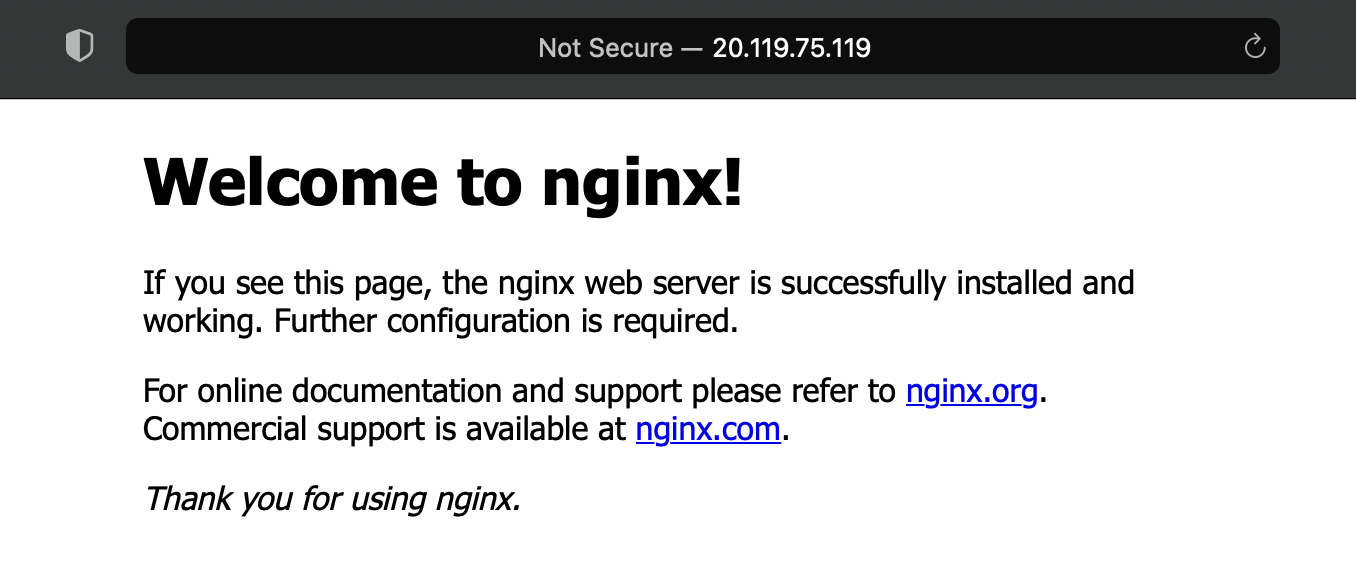 Not Secure — 20.119.75.119
Welcome to nginx!
If you see this page, the nginx web server is successfully installed and
working. Further configuration is required.
For online documentation and support please refer to nginx.org.
Commercial support is available at nginx.com.
Thank you for using nginx.